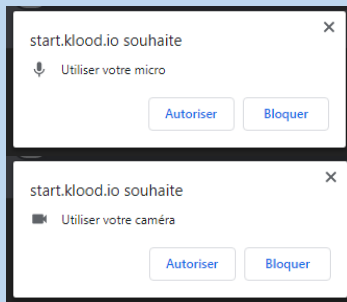 start.klood.io souhaite
Utiliser votre micro
Autoriser Bloquer
start.klood.io souhaite
Utiliser votre caméra
Autoriser Bloquer